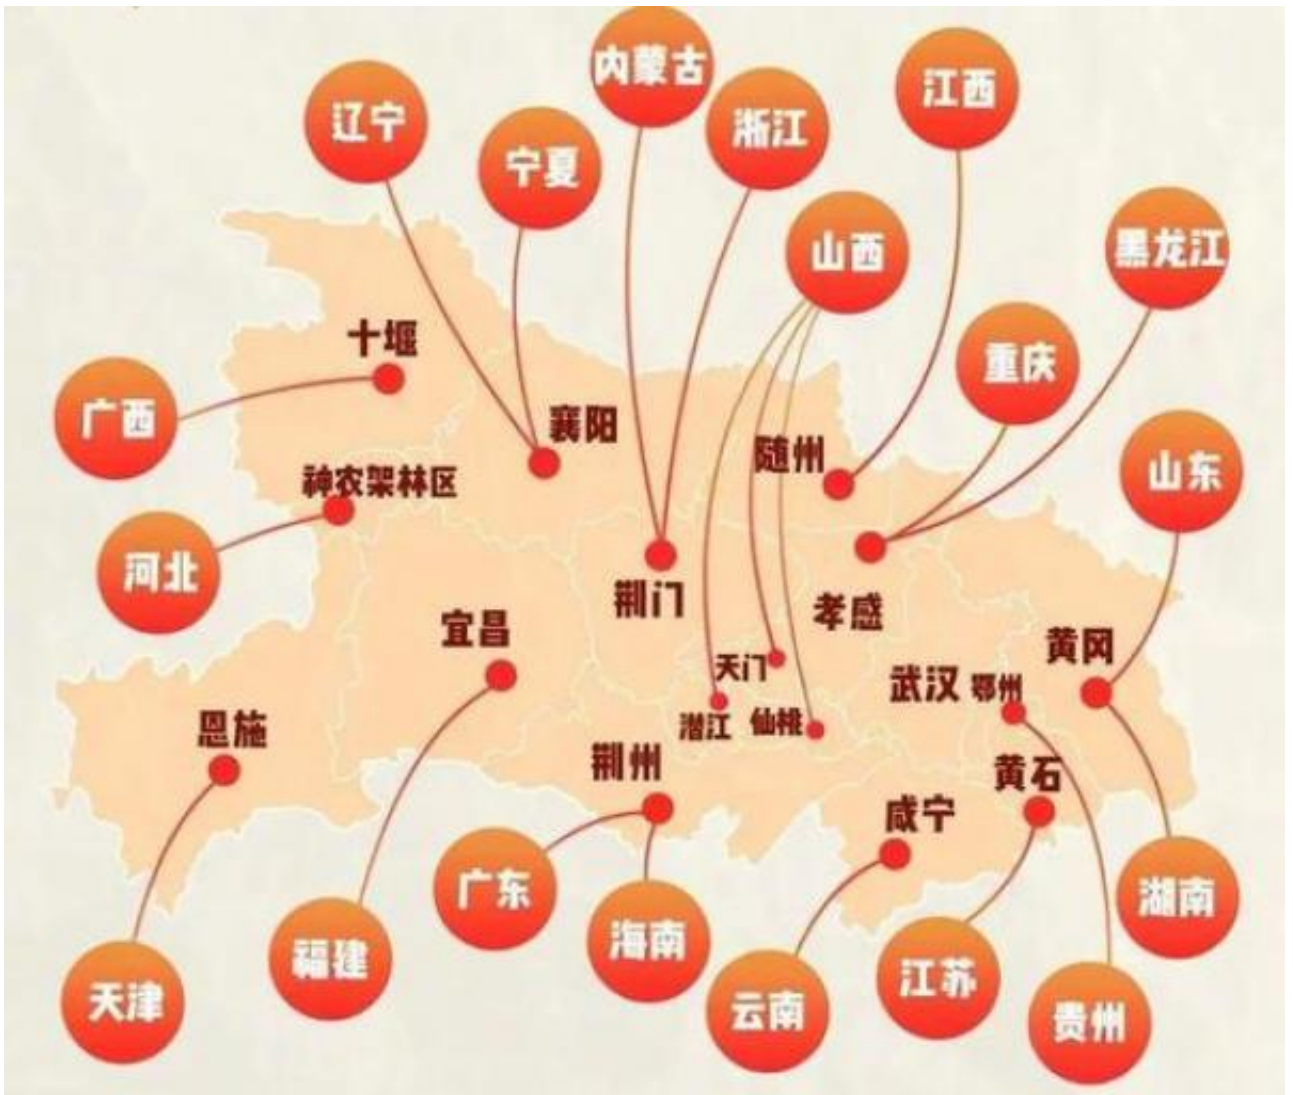 内蒙古
江西
辽宁
浙江
宁夏
山西
黑龙江
十堰
重庆
广西
襄阳
随州
山东
神农架林区
河北
荆门
孝感
宜昌
黄冈
天门
武汉
鄂州
恩施
潜江
仙桃
荆州
黄石
咸宁
广东
湖南
海南
福建
江苏
天津
云南
贵州